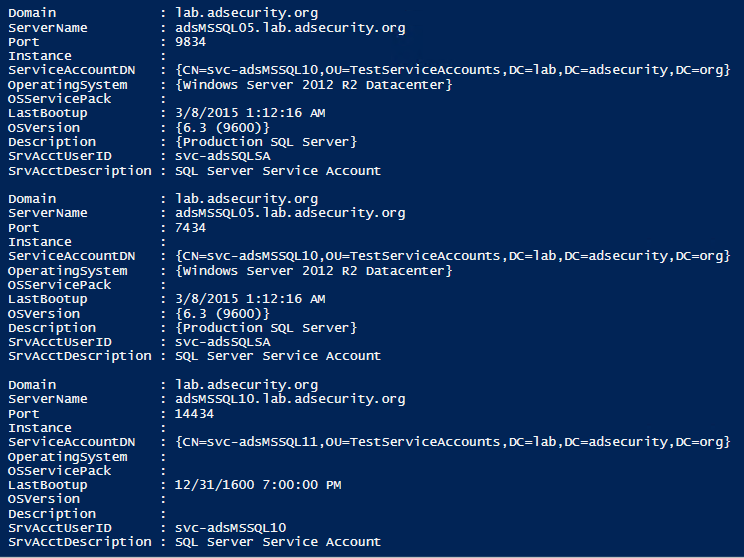 Domain : lab.adsecurity.org
ServerName : adsMSSQL05.lab.adsecurity.org
Port : 9834
Instance :
ServiceAccountDN : {CN=svc-adsMSSQL10,OU=TestServiceAccounts,DC=lab,DC=adsecurity,DC=org}
OperatingSystem : {Windows Server 2012 R2 Datacenter}
OSServicePack :
LastBootup : 3/8/2015 1:12:16 AM
OSVersion : {6.3 (9600)}
Description : {Production SQL Server}
SrvAcctUserID : svc-adsSQLSA
SrvAcctDescription : SQL Server Service Account
Domain : lab.adsecurity.org
ServerName : adsMSSQL05.lab.adsecurity.org
Port : 7434
Instance :
ServiceAccountDN : {CN=svc-adsMSSQL10,OU=TestServiceAccounts,DC=lab,DC=adsecurity,DC=org}
OperatingSystem : {Windows Server 2012 R2 Datacenter}
OSServicePack :
LastBootup : 3/8/2015 1:12:16 AM
OSVersion : {6.3 (9600)}
Description : {Production SQL Server}
SrvAcctUserID : svc-adsSQLSA
SrvAcctDescription : SQL Server Service Account
Domain : lab.adsecurity.org
ServerName : adsMSSQL10.lab.adsecurity.org
Port : 14434
Instance :
ServiceAccountDN : {CN=svc-adsMSSQL11,OU=TestServiceAccounts,DC=lab,DC=adsecurity,DC=org}
OperatingSystem :
OSServicePack :
LastBootup : 12/31/1600 7:00:00 PM
OSVersion :
Description :
SrvAcctUserID : svc-adsMSSQL10
SrvAcctDescription : SQL Server Service Account